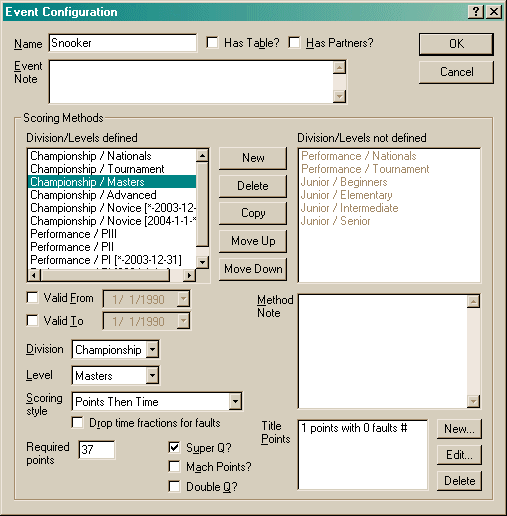 Event Configuration
Name Snooker Has Table? Has Partners? OK
Event Note Cancel
Scoring Methods
Division/Levels defined Division/Levels not defined
Championship / Nationals
Championship / Tournament
Championship / Masters
Championship / Advanced
Championship / Novice [*-2003-12-
Championship / Novice [2004-1-1-*
Performance / PIII
Performance / PII
Performance / PI [*-2003-12-31]
New
Delete
Copy
Move Up
Move Down
Performance / Nationals
Performance / Tournament
Junior / Beginners
Junior / Elementary
Junior / Intermediate
Junior / Senior
Valid From 1/ 1/1990
Valid To 1/ 1/1990
Method Note
Division Championship
Level Masters
Scoring style Points Then Time
Drop time fractions for faults
Required points 37
Super Q?
Mach Points?
Double Q?
Title Points 1 points with 0 faults #
New...
Edit...
Delete